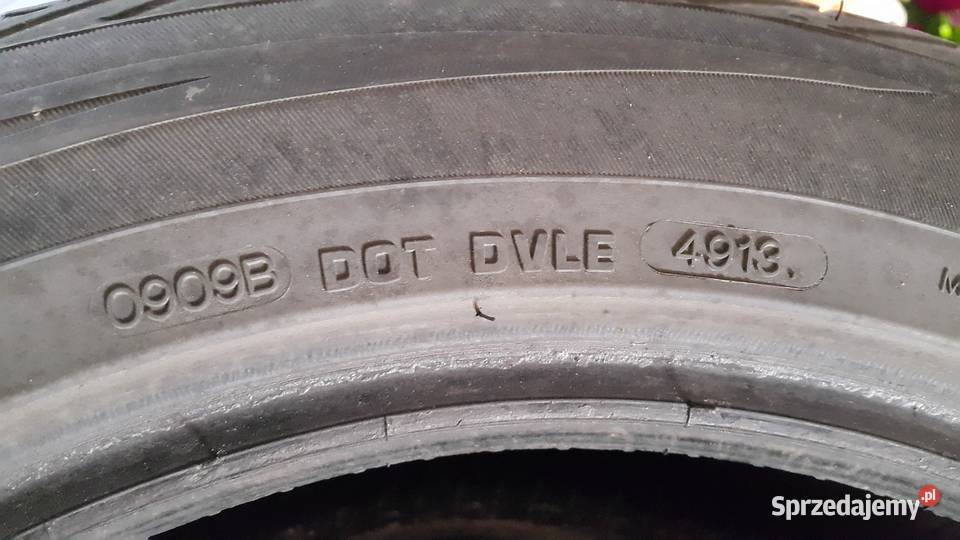 0909B DOT DVLE 4913.
M
Sprzedajemy.pl